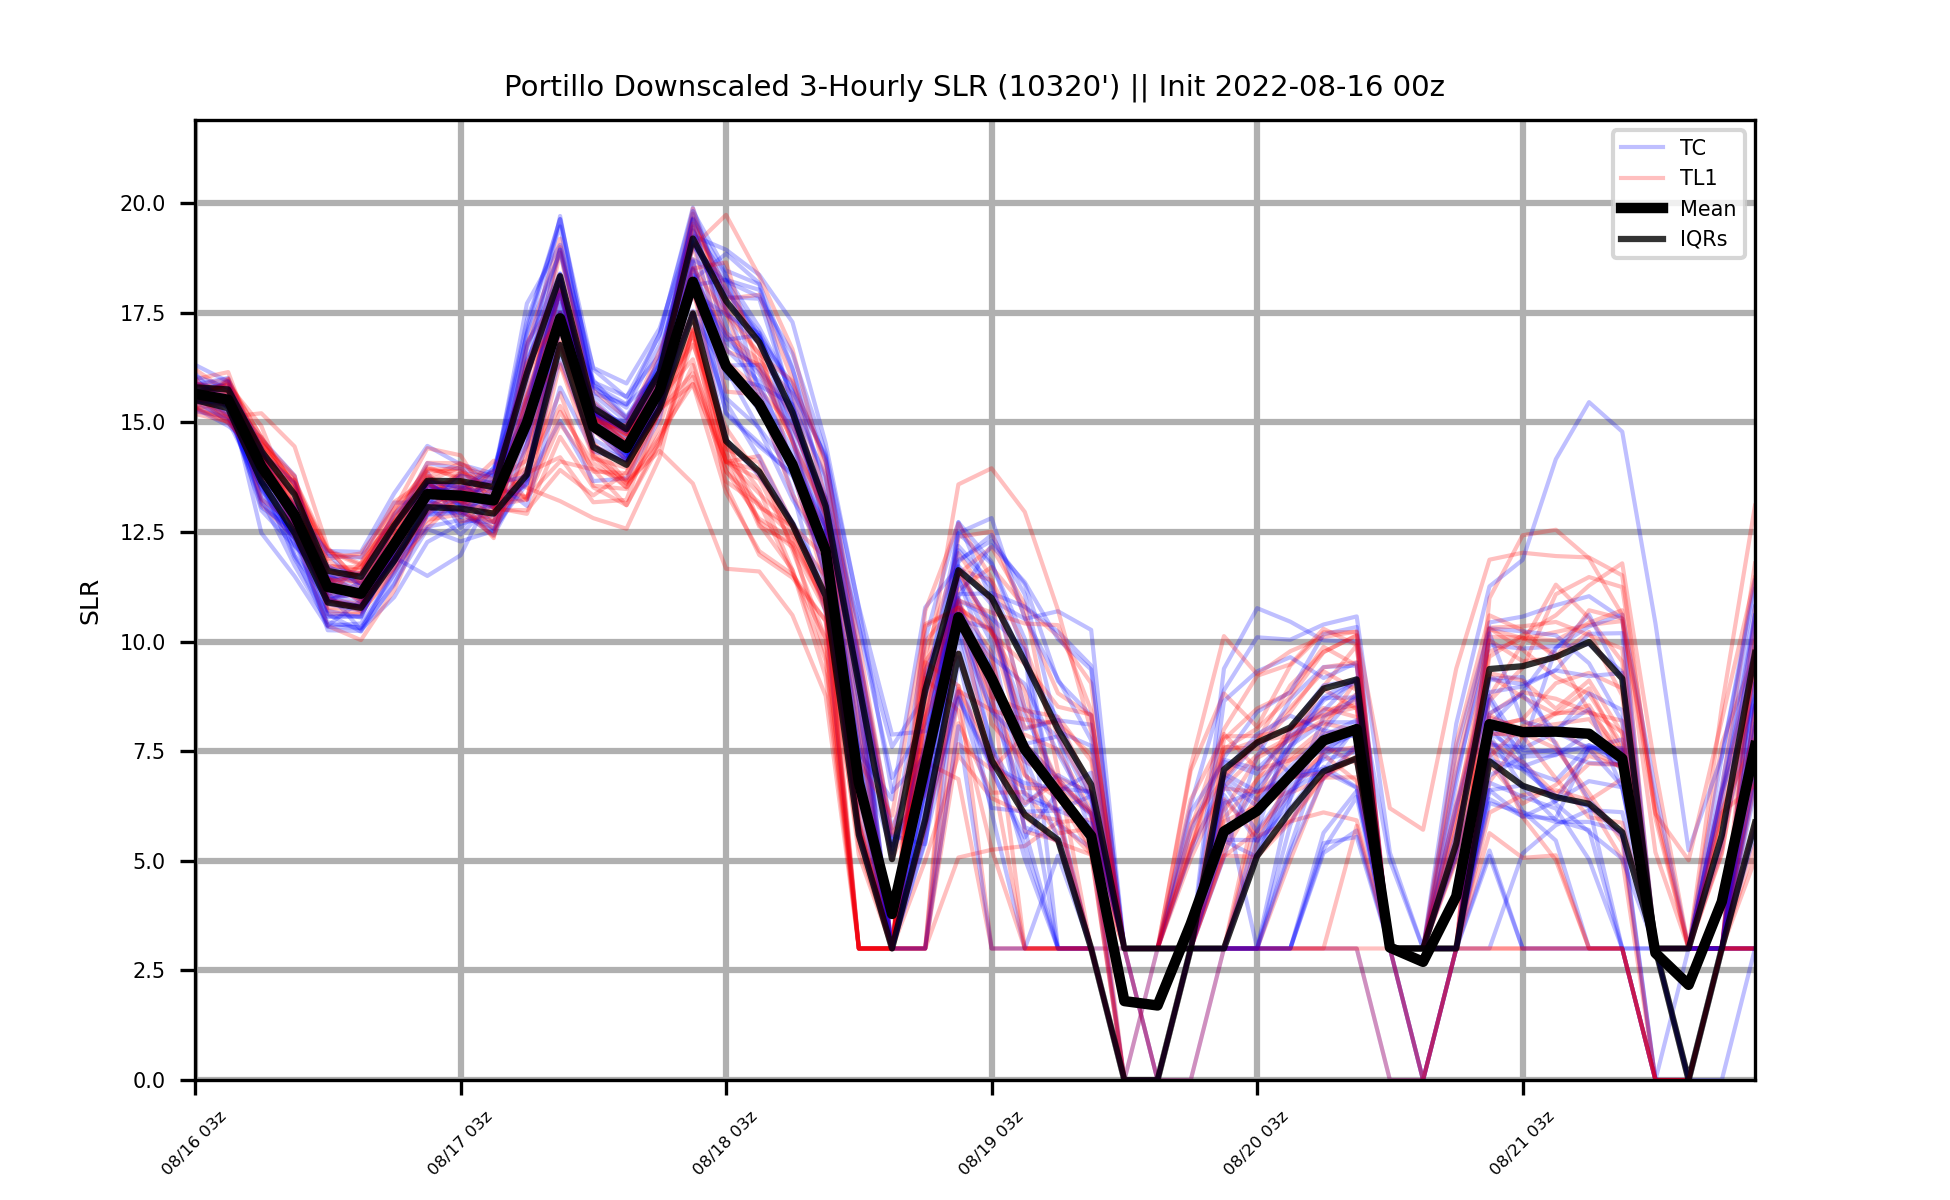 Portillo Downscaled 3-Hourly SLR (10320') || Init 2022-08-16 00z
TC
TL1
Mean
IQRs
SLR
20.0
17.5
15.0
12.5
10.0
7.5
5.0
2.5
0.0
08/16 03z
08/17 03z
08/18 03z
08/19 03z
08/20 03z
08/21 03z